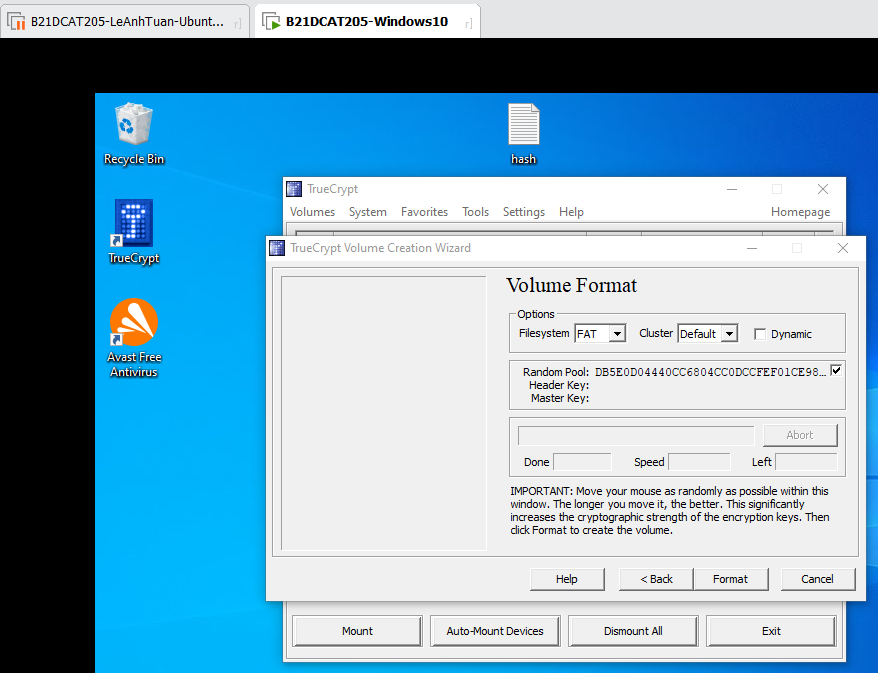 B21DCAT205-LeAnhTuan-Ubunt...
B21DCAT205-Windows10
Recycle Bin
hash
TrueCrypt
Avast Free
Antivirus
TrueCrypt
Volumes System Favorites Tools Settings Help Homepage
TrueCrypt Volume Creation Wizard
Volume Format
Options
Filesystem FAT Cluster Default Dynamic
Random Pool: DB5E0D04440CC6804CC0DCCFEF01CE98...
Header Key:
Master Key:
Abort
Done Speed Left
IMPORTANT: Move your mouse as randomly as possible within this
window. The longer you move it, the better. This significantly
increases the cryptographic strength of the encryption keys. Then
click Format to create the volume.
Help < Back Format Cancel
Mount Auto-Mount Devices Dismount All Exit